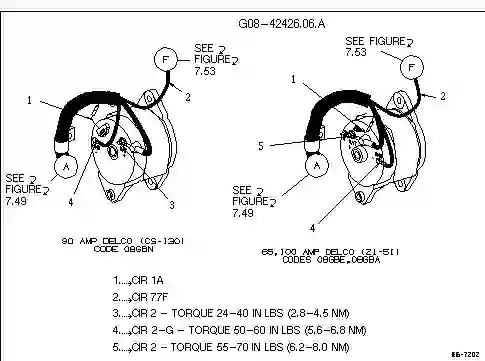 G08-42426.06.A
SEE
FIGURE
7.53
F
SEE FIGURE
7.53
F
1
2
1
2
5
A
A
SEE
FIGURE
7.49
4
3
SEE
FIGURE
7.49
4
3
90 AMP DELCO (CS-130)
CODE 08GBN
65,100 AMP DELCO (21-SI)
CODES 08GBE,08GBA
1....,CIR 1A
2....,CIR 77F
3....,CIR 2 - TORQUE 24-40 IN LBS (2.8-4.5 NM)
4....,CIR 2-G - TORQUE 50-60 IN LBS (5.6-6.8 NM)
5....,CIR 2 - TORQUE 55-70 IN LBS (6.2-8.0 NM)